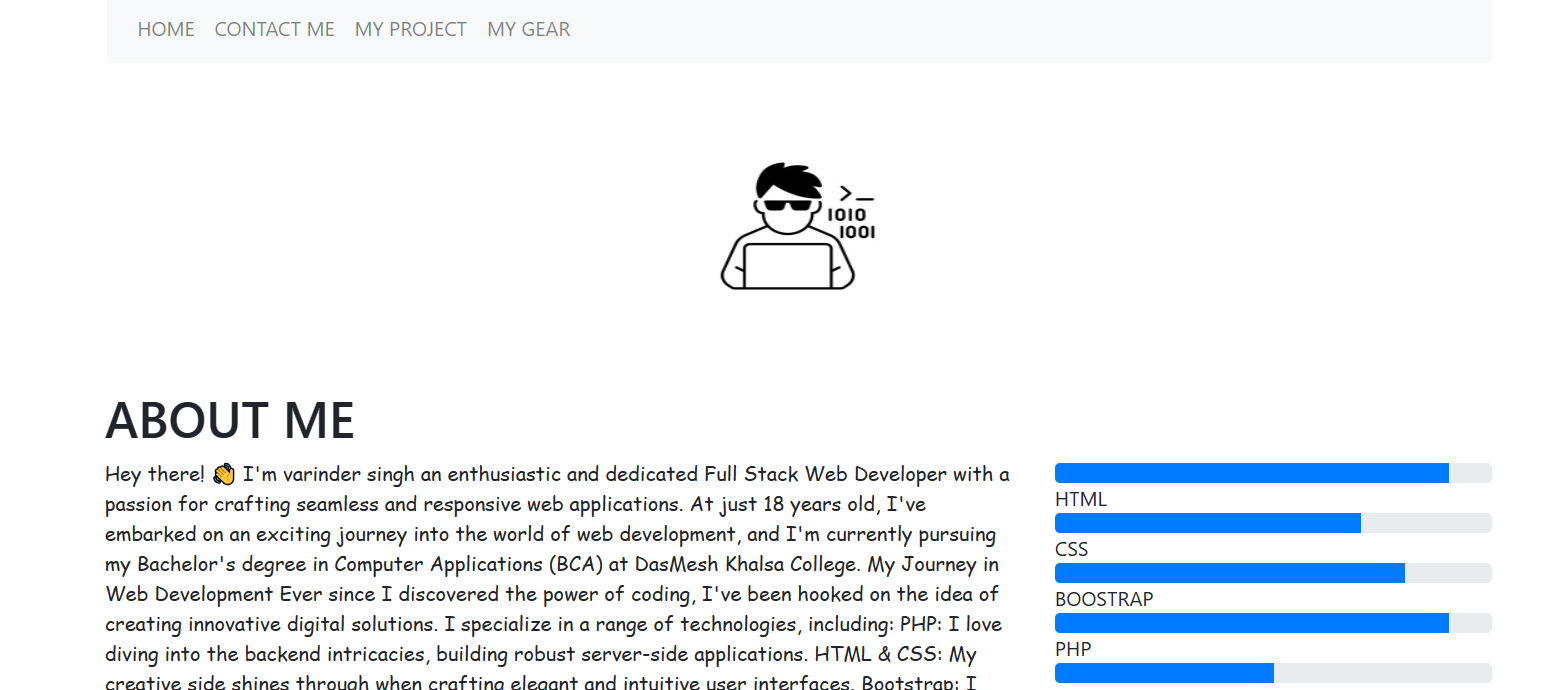 HOME CONTACT ME MY PROJECT MY GEAR
>_
1010
1001
ABOUT ME
Hey there! 👏 I'm varinder singh an enthusiastic and dedicated Full Stack Web Developer with a
passion for crafting seamless and responsive web applications. At just 18 years old, I've
embarked on an exciting journey into the world of web development, and I'm currently pursuing
my Bachelor's degree in Computer Applications (BCA) at DasMesh Khalsa College. My Journey in
Web Development Ever since I discovered the power of coding, I've been hooked on the idea of
creating innovative digital solutions. I specialize in a range of technologies, including: PHP: I love
diving into the backend intricacies, building robust server-side applications. HTML & CSS: My
creative side shines through when crafting elegant and intuitive user interfaces. Bootstrap: I
HTML
CSS
BOOSTRAP
PHP